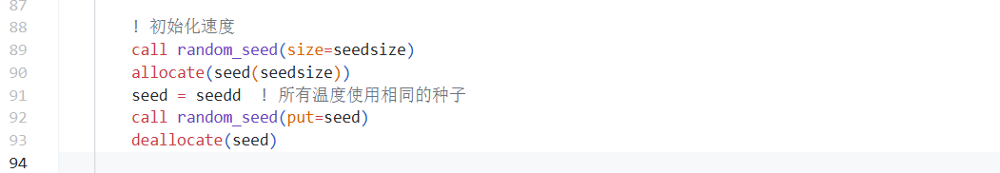 87
88 ! 初始化速度
89 call random_seed(size=seedsize)
90 allocate(seed(seedsize))
91 seed = seedd ! 所有温度使用相同的种子
92 call random_seed(put=seed)
93 deallocate(seed)
94